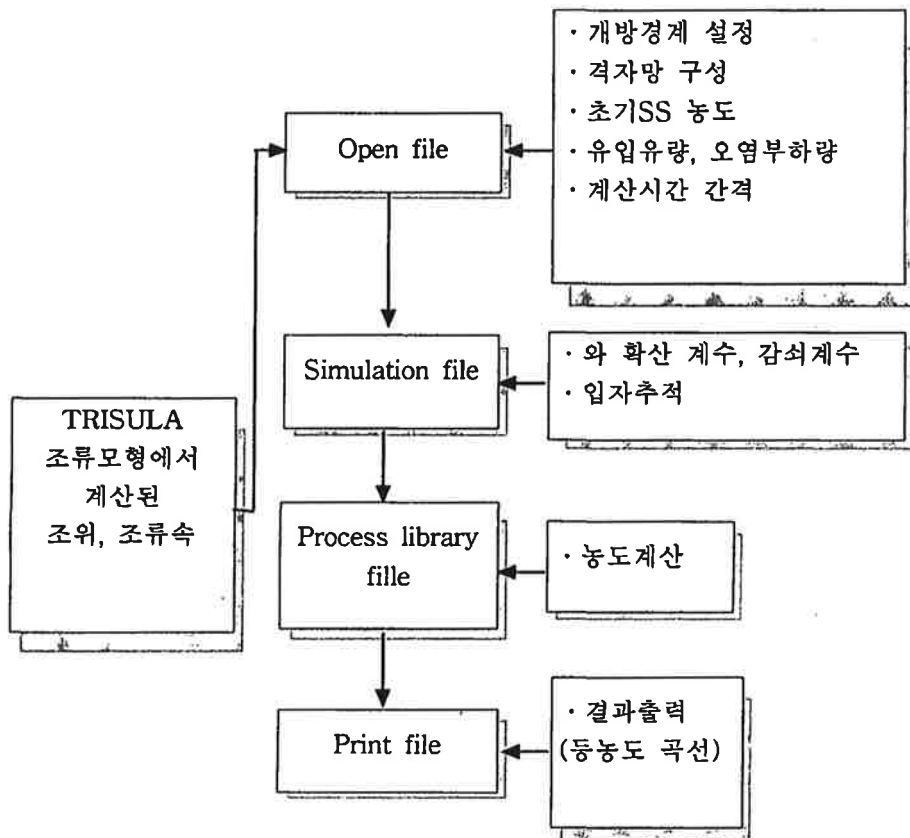 · 개방경계 설정
· 격자망 구성
· 초기SS 농도
· 유입유량, 오염부하량
· 계산시간 간격
Open file
Simulation file
· 와 확산 계수, 감쇠계수
· 입자추적
TRISULA
조류모형에서
계산된
조위, 조류속
Process library
fille
· 농도계산
Print file
· 결과출력
(등농도 곡선)